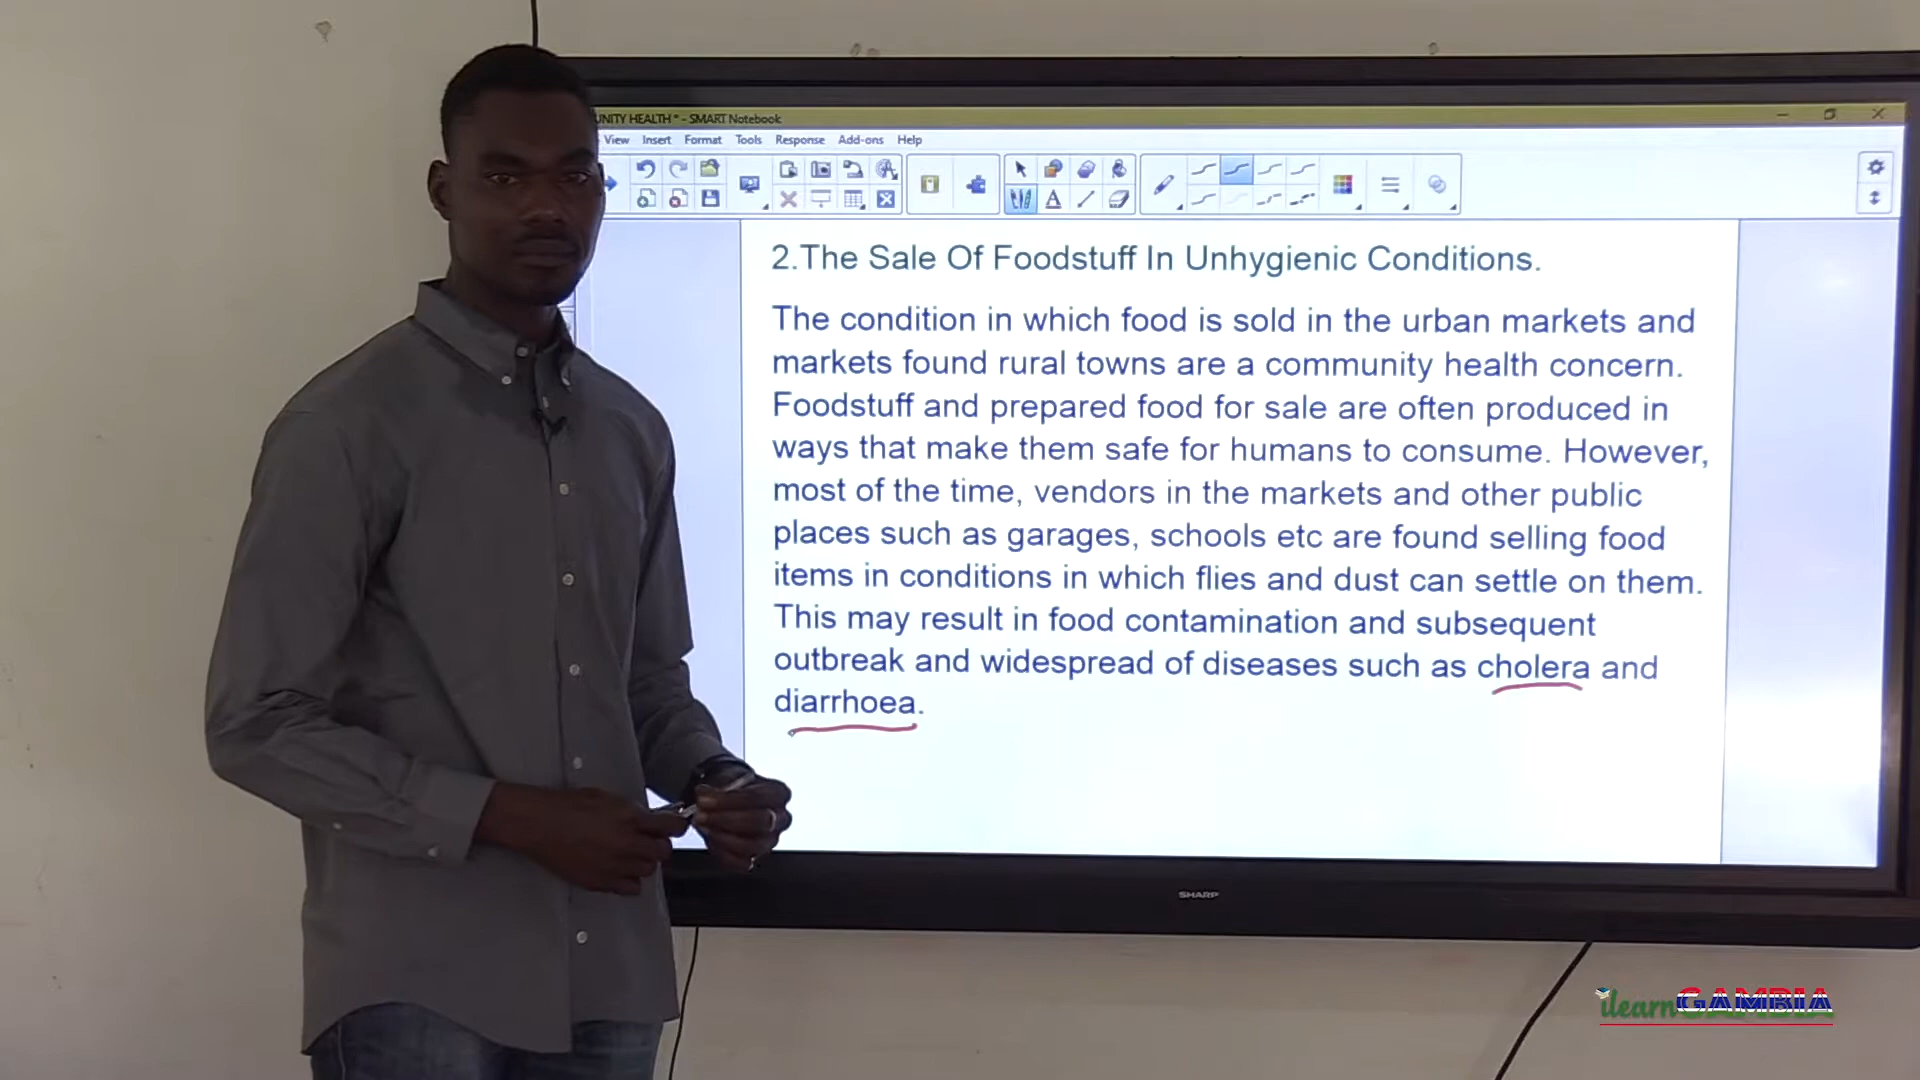 UNITY HEALTH * - SMART Notebook
View Insert Format Tools Response Add-ons Help
2.The Sale Of Foodstuff In Unhygienic Conditions.
The condition in which food is sold in the urban markets and
markets found rural towns are a community health concern.
Foodstuff and prepared food for sale are often produced in
ways that make them safe for humans to consume. However,
most of the time, vendors in the markets and other public
places such as garages, schools etc are found selling food
items in conditions in which flies and dust can settle on them.
This may result in food contamination and subsequent
outbreak and widespread of diseases such as cholera and
diarrhoea.
SHARP
ilearnGAMBIA